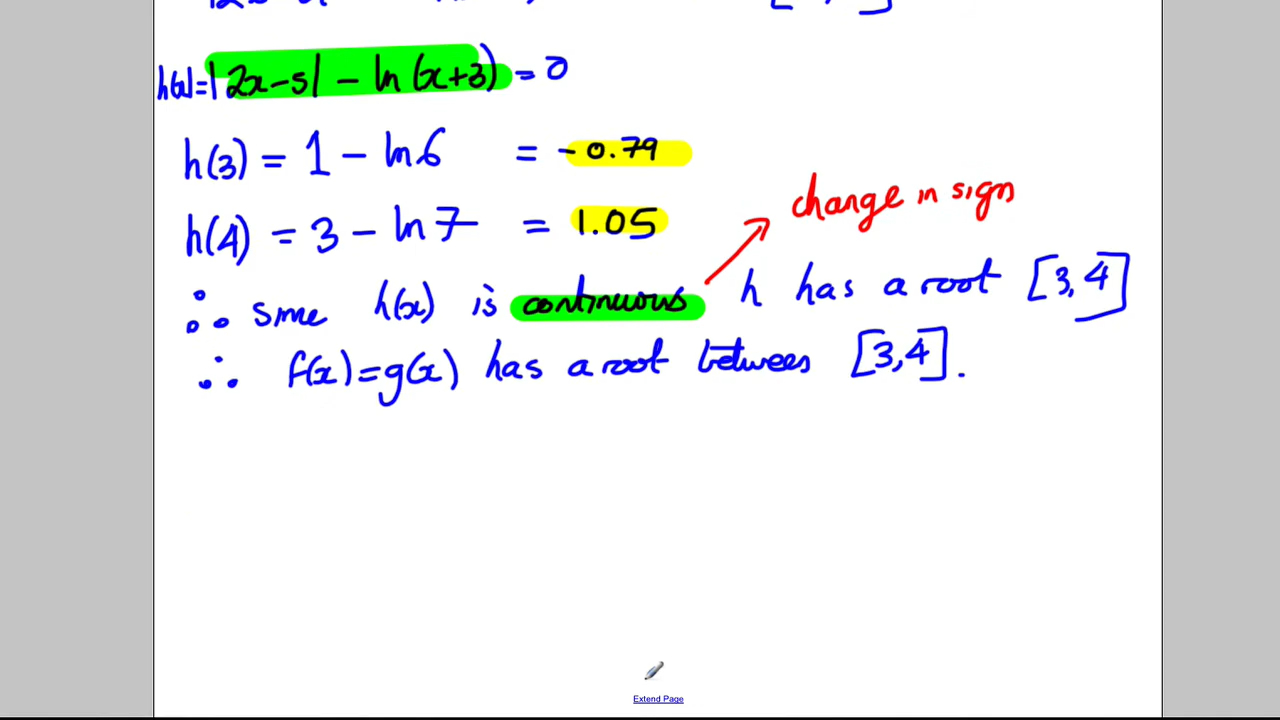 h(x)=|2x-5| - ln(x+3) = 0
h(3) = 1 - ln6 = -0.79
change in sign
h(4) = 3 - ln7 = 1.05
∴ since h(x) is continuous h has a root [3,4]
∴ f(x)=g(x) has a root between [3,4].
Extend Page